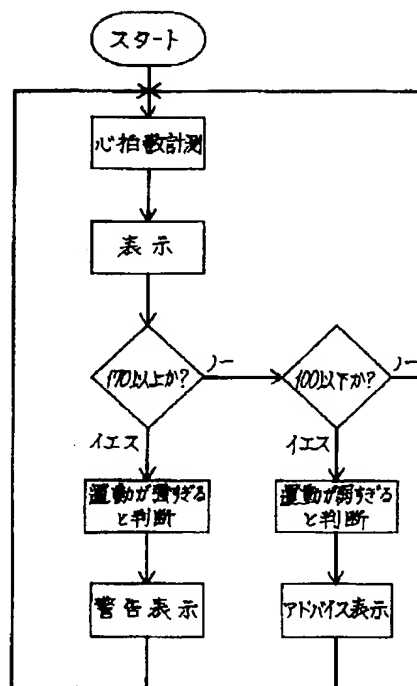 スタート
心拍数計測
表示
170以上か?
ノー
100以下か?
ノー
イエス
イエス
運動が強すぎる
と判断
運動が弱すぎる
と判断
警告表示
アドバイス表示